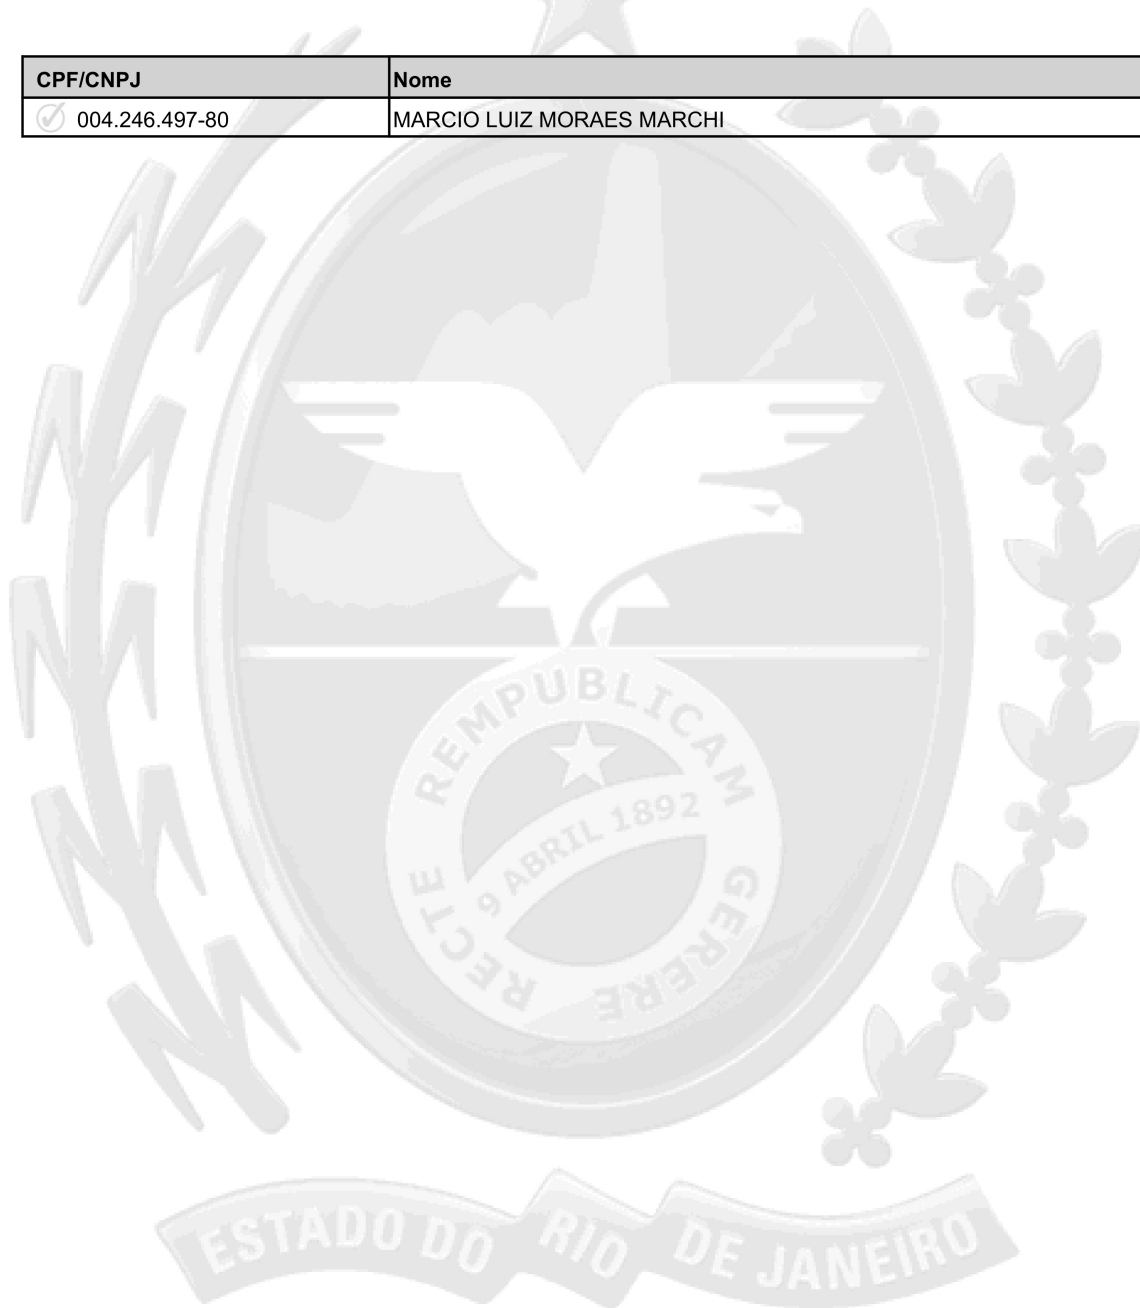 CPF/CNPJ Nome
004.246.497-80 MARCIO LUIZ MORAES MARCHI
RECTE REMPUBLICAM GERERE
9 ABRIL 1892
ESTADO DO RIO DE JANEIRO